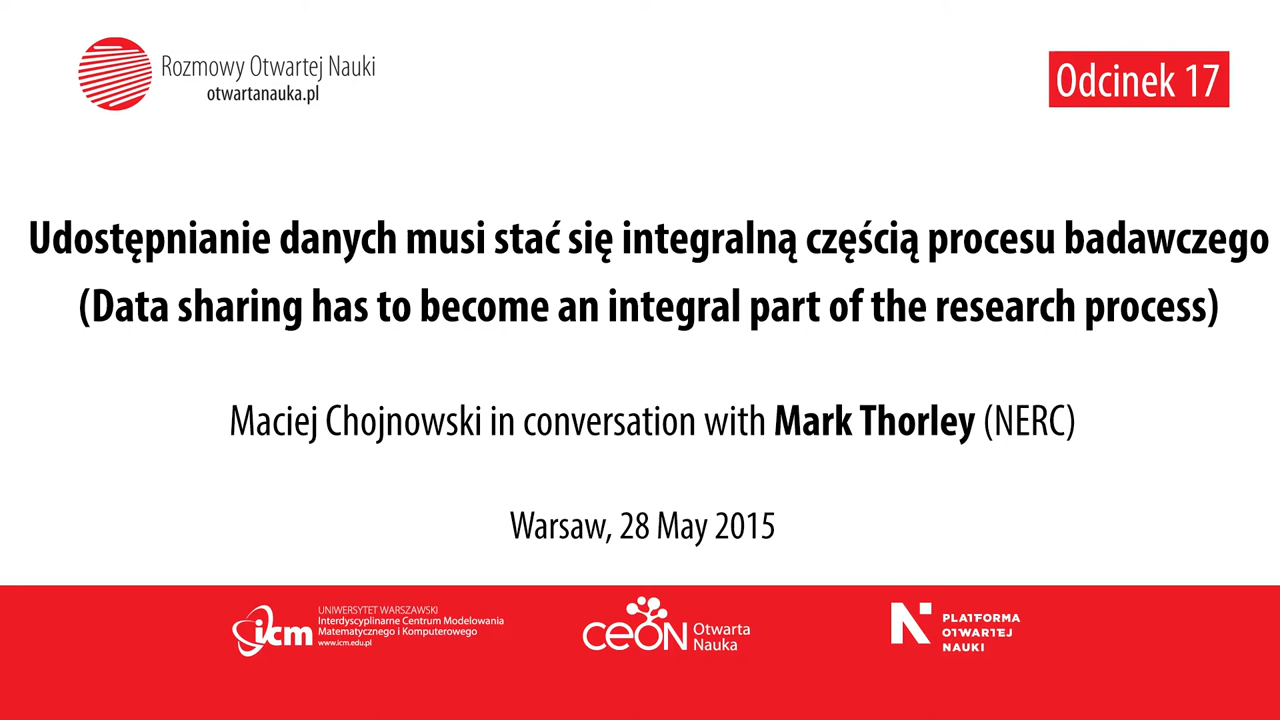 Rozmowy Otwartej Nauki
otwartanauka.pl
Odcinek 17
Udostępnianie danych musi stać się integralną częścią procesu badawczego
(Data sharing has to become an integral part of the research process)
Maciej Chojnowski in conversation with Mark Thorley (NERC)
Warsaw, 28 May 2015
icm
UNIWERSYTET WARSZAWSKI
Interdyscyplinarne Centrum Modelowania
Matematycznego i Komputerowego
www.icm.edu.pl
CeON
Otwarta
Nauka
N
PLATFORMA
OTWARTEJ
NAUKI